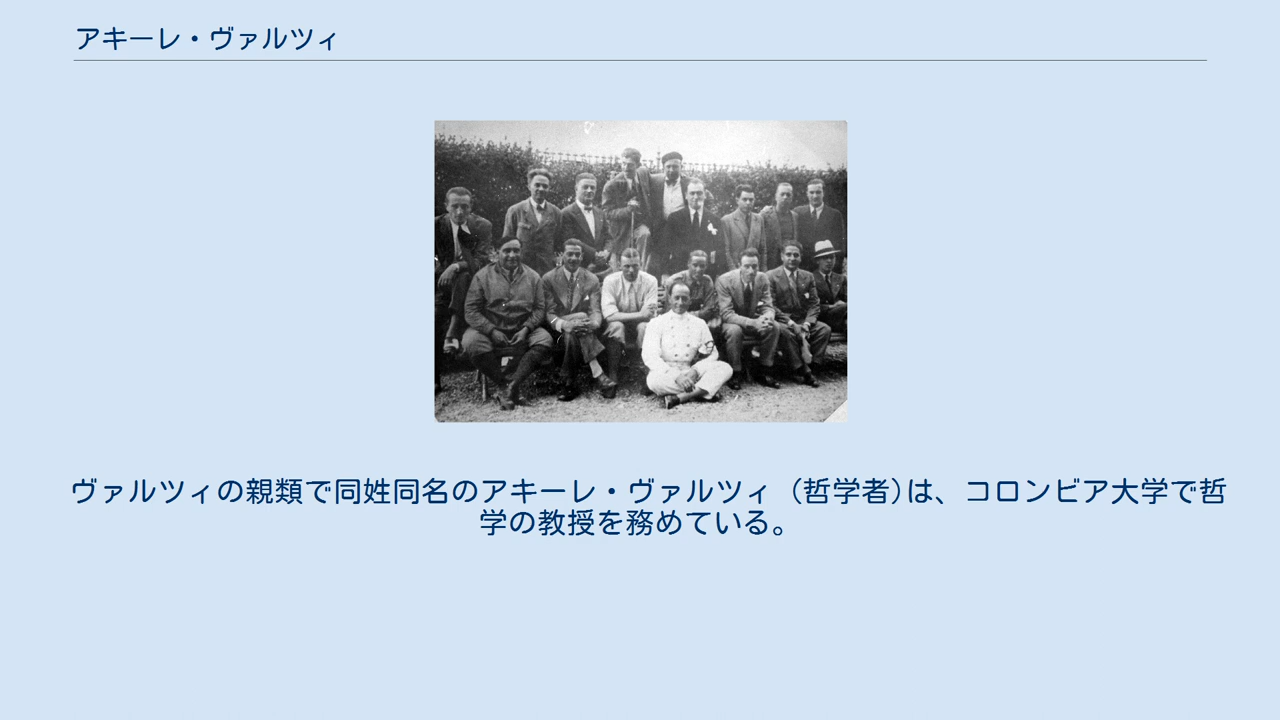 アキーレ・ヴァルツィ
ヴァルツィの親類で同姓同名のアキーレ・ヴァルツィ（哲学者)は、コロンビア大学で哲
学の教授を務めている。